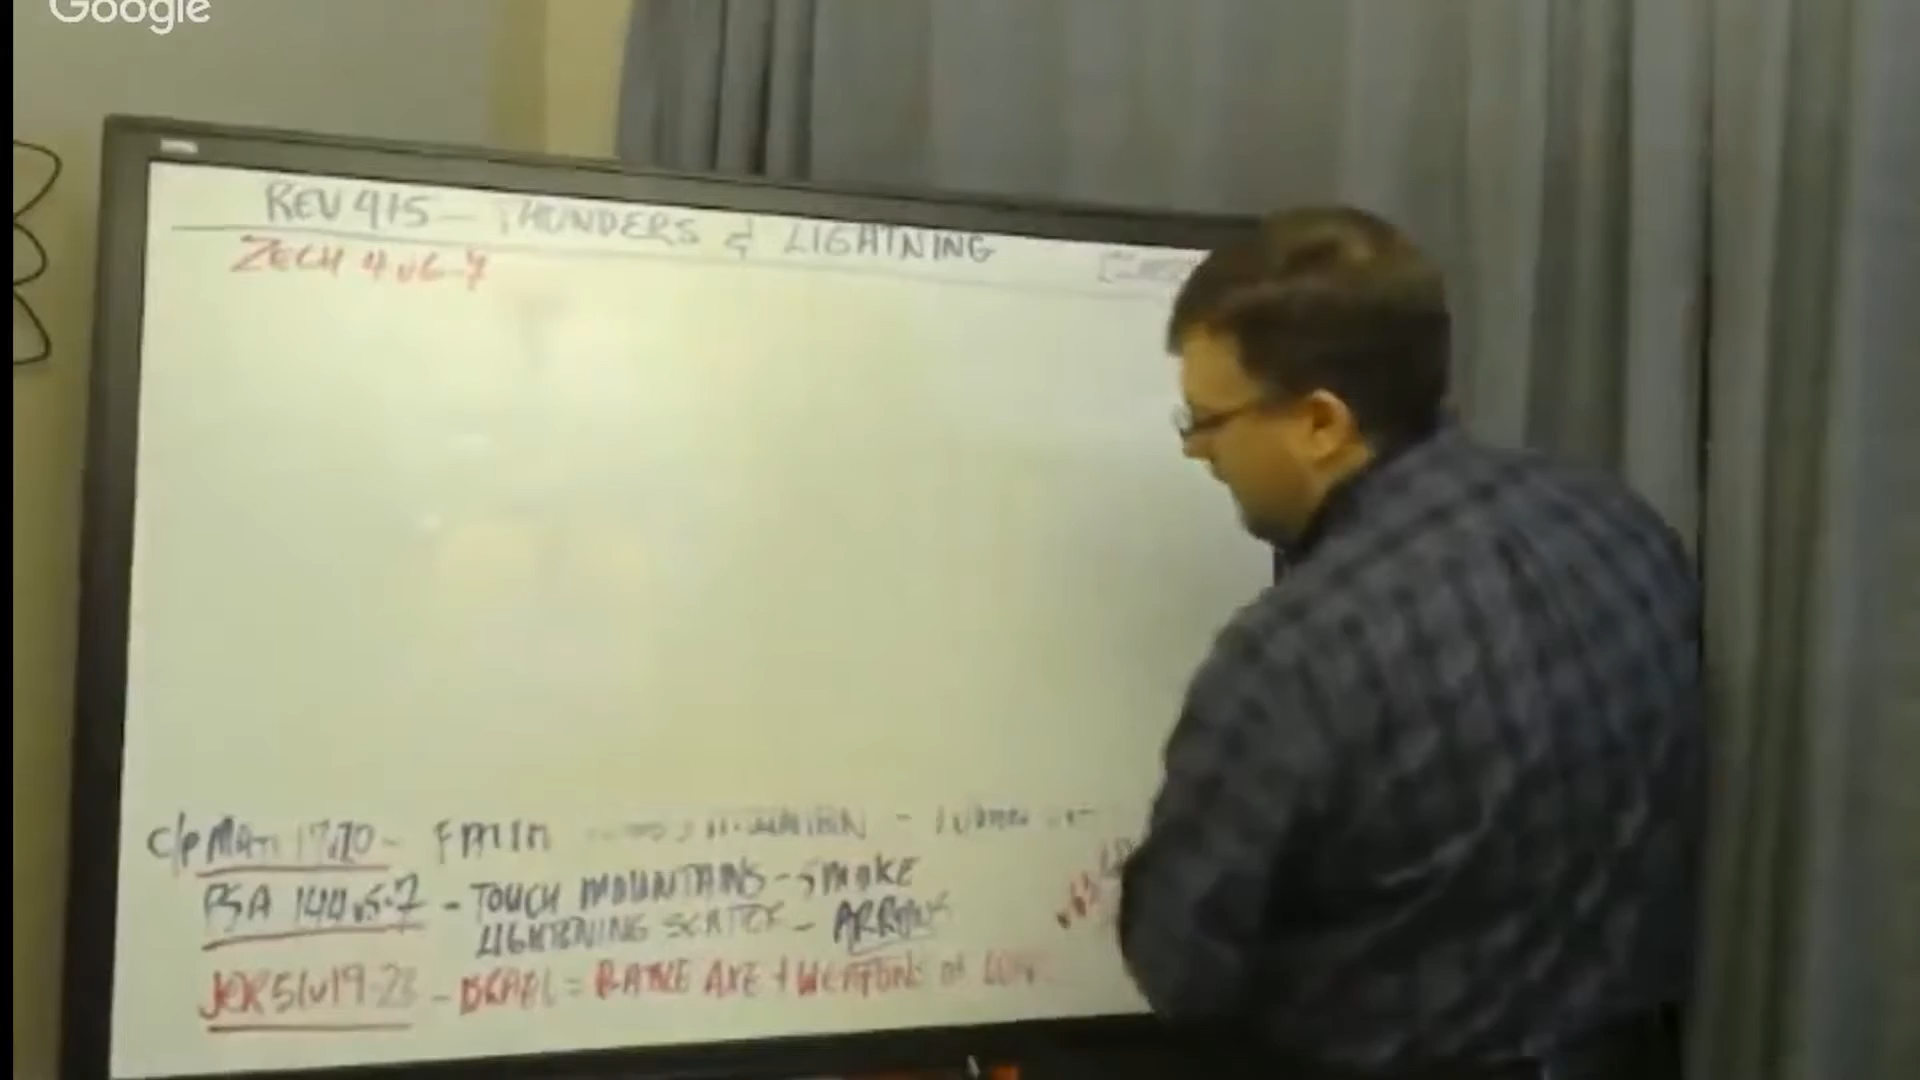 Google
REV 4/5 - THUNDERS & LIGHTNING
ZECH 4 v6-7
c/p Matt 17:20 - FAITH
PSA 144 v5-7 - TOUCH MOUNTAINS - SMOKE
LIGHTNING SCATTER - ARROWS
JER 51 v19-23 - ISRAEL = BATTLE AXE + WEAPONS of